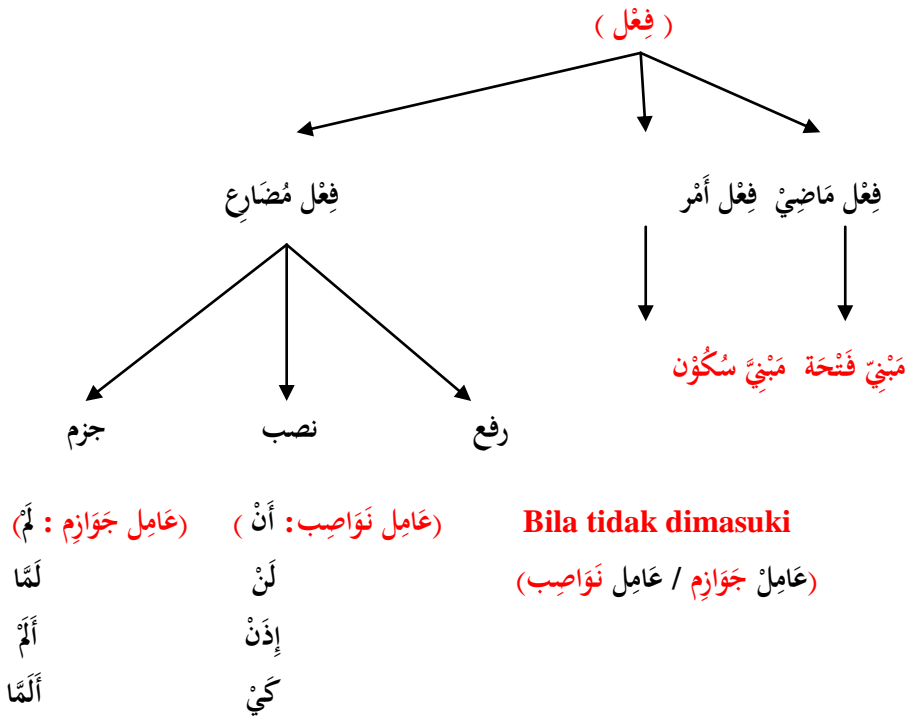 ( فِعْل )
فِعْل مَاضِيْ فِعْل أَمْر
فِعْل مُضَارِع
مَبْنِيّ فَتْحَة مَبْنِيَّ سُكُوْن
رفع
نصب
جزم
Bila tidak dimasuki
(عَامِلْ جَوَازِم / عَامِل نَوَاصِب)
(عَامِل نَوَاصِب: أَنْ )
لَنْ
إِذَنْ
كَيْ
(عَامِل جَوَازِم : لَمْ)
لَمَّا
أَلَمْ
أَلَمَّا